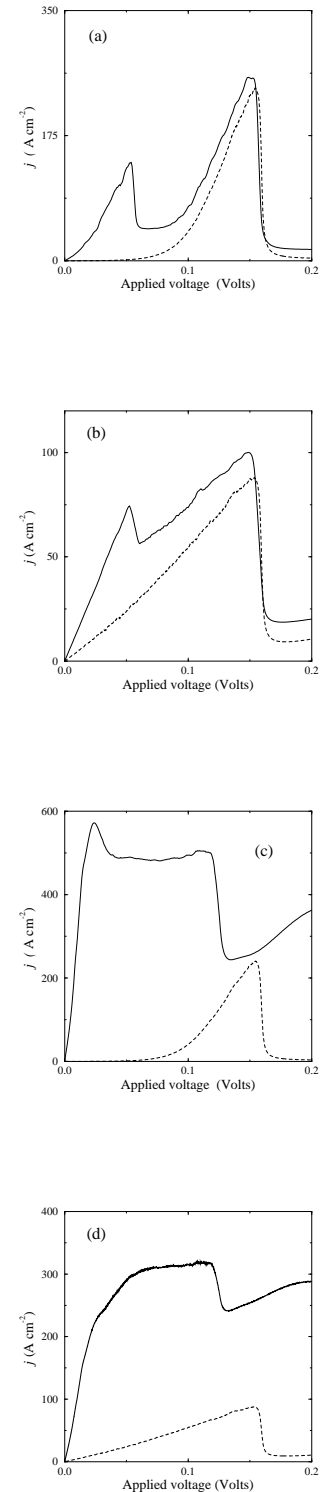 350
(a)
175
j ( A cm-2)
0
0.0 0.1 0.2
Applied voltage (Volts)
100
(b)
50
j (A cm-2)
0
0.0 0.1 0.2
Applied voltage (Volts)
600
(c)
400
j ( A cm-2)
200
0
0.0 0.1 0.2
Applied voltage (Volts)
400
(d)
300
200
j (A cm-2)
100
0
0.0 0.1 0.2
Applied voltage (Volts)